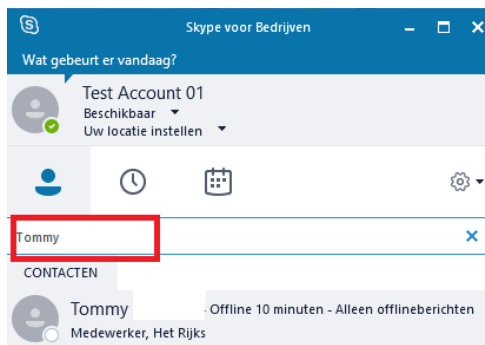 Skype voor Bedrijven
Wat gebeurt er vandaag?
Test Account 01
Beschikbaar
Uw locatie instellen
Tommy
CONTACTEN
Tommy - Offline 10 minuten - Alleen offlineberichten
Medewerker, Het Rijks